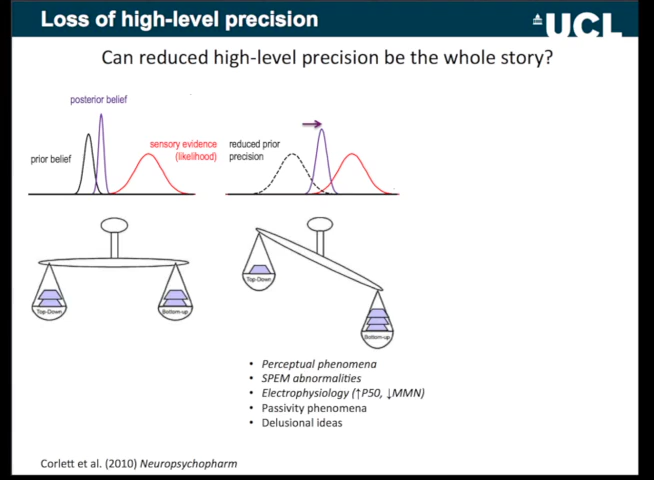 Loss of high-level precision
UCL
Can reduced high-level precision be the whole story?
posterior belief
prior belief
sensory evidence
(likelihood)
reduced prior
precision
Top-Down
Bottom-up
Top-Down
Bottom-up
• Perceptual phenomena
• SPEM abnormalities
• Electrophysiology (↑P50, ↓MMN)
• Passivity phenomena
• Delusional ideas
Corlett et al. (2010) Neuropsychopharm